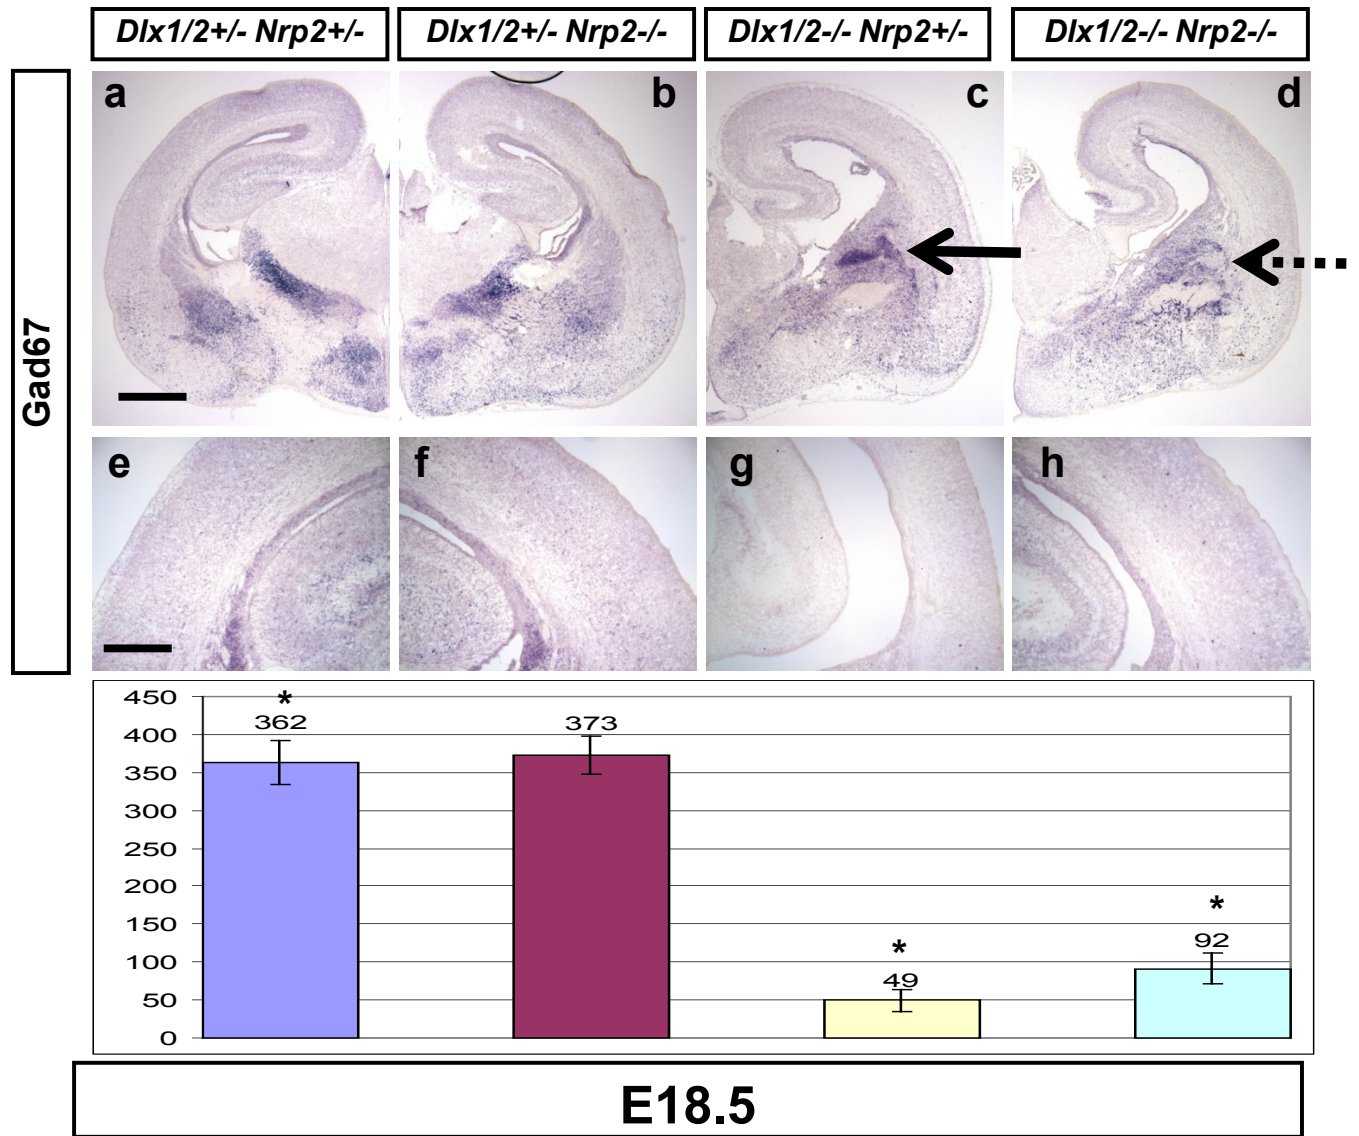 Dlx1/2+/- Nrp2+/-
Dlx1/2+/- Nrp2-/-
Dlx1/2-/- Nrp2+/-
Dlx1/2-/- Nrp2-/-
Gad67
a
b
c
d
e
f
g
h
450
400
350
300
250
200
150
100
50
0
*
362
373
*
49
*
92
E18.5